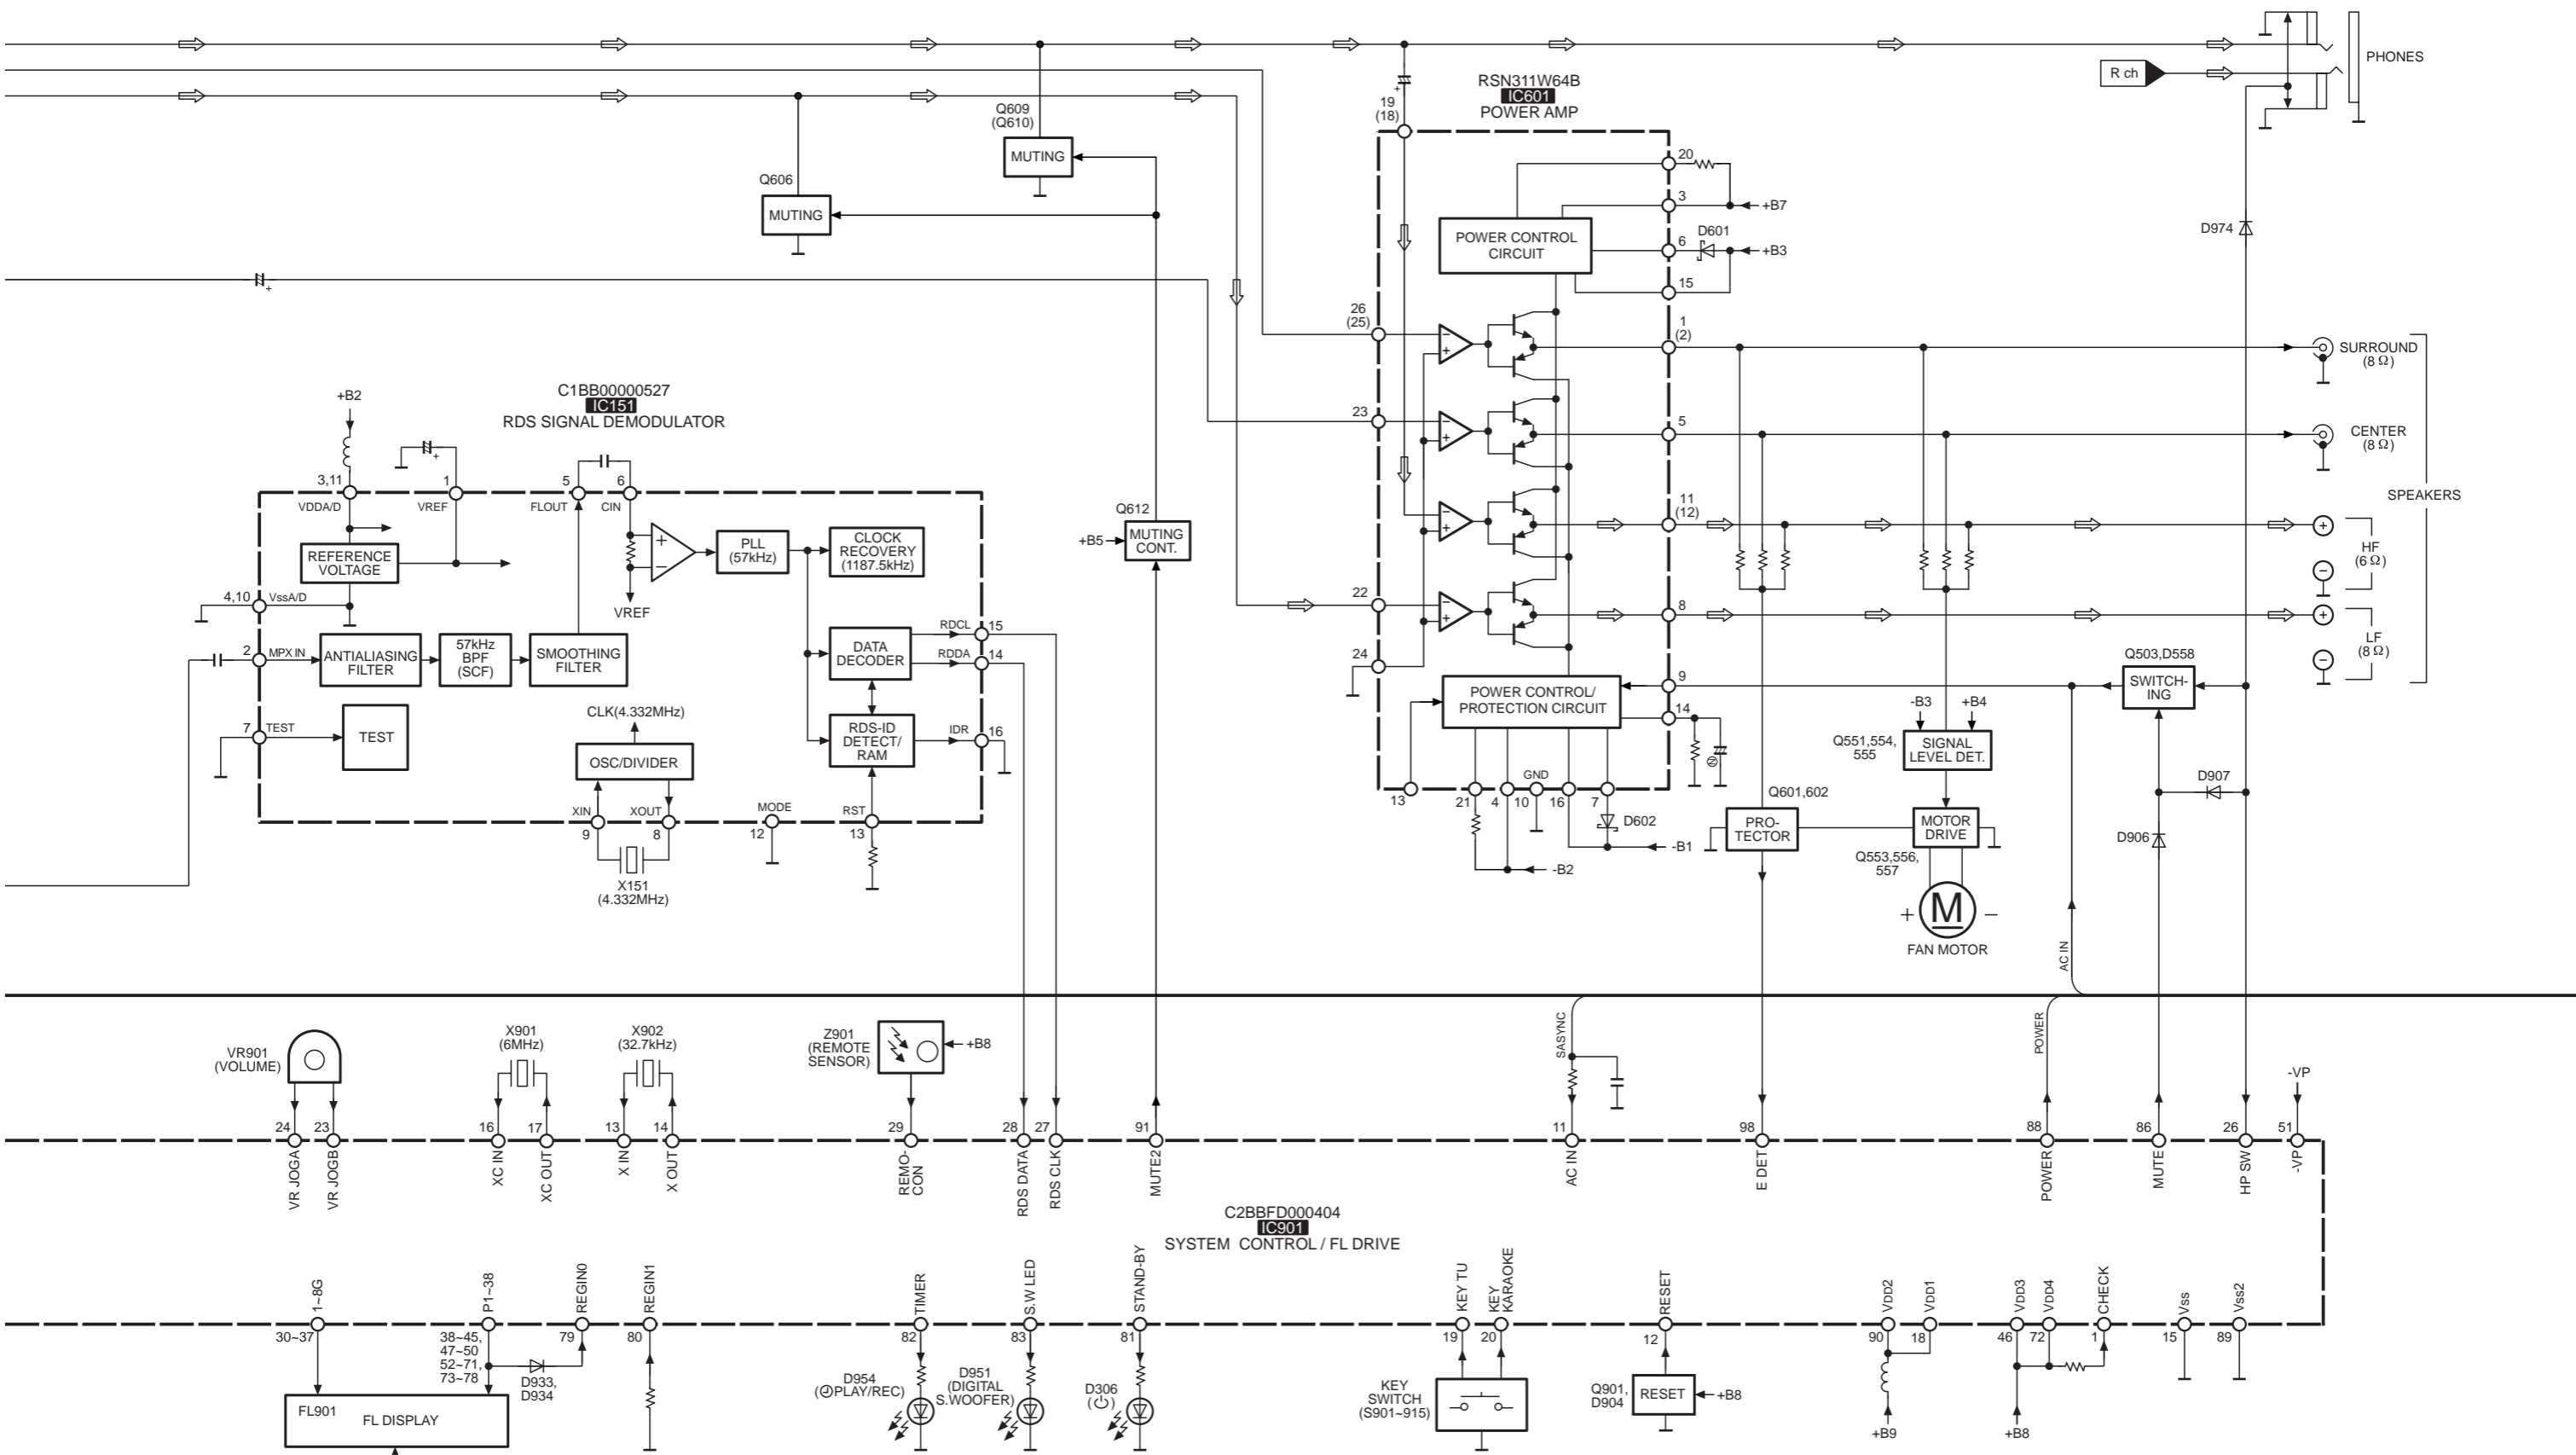 PHONES
R ch
RSN311W64B
IC601
POWER AMP
19
(18)
+
Q609
(Q610)
MUTING
Q606
MUTING
20
3
+B7
POWER CONTROL
CIRCUIT
6
D601
+B3
15
D974
+
26
(25)
1
(2)
SURROUND
(8 Ω)
23
5
CENTER
(8 Ω)
11
(12)
HF
(6 Ω)
22
8
LF
(8 Ω)
SPEAKERS
+
−
+
−
24
C1BB00000527
IC151
RDS SIGNAL DEMODULATOR
+B2
+
3,11
1
5
6
VDDA/D
VREF
FLOUT
CIN
REFERENCE
VOLTAGE
+
−
VREF
PLL
(57kHz)
CLOCK
RECOVERY
(1187.5kHz)
4,10
VssA/D
2
MPX IN
ANTIALIASING
FILTER
57kHz
BPF
(SCF)
SMOOTHING
FILTER
DATA
DECODER
RDCL
15
RDDA
14
7
TEST
TEST
CLK(4.332MHz)
OSC/DIVIDER
RDS-ID
DETECT/
RAM
IDR
16
XIN
XOUT
MODE
RST
9
8
12
13
X151
(4.332MHz)
Q612
+B5
MUTING
CONT.
POWER CONTROL/
PROTECTION CIRCUIT
9
14
GND
13
21
4
10
16
7
D602
-B1
-B2
Q503,D558
SWITCH-
ING
-B3
+B4
Q551,554,
555
SIGNAL
LEVEL DET.
D907
Q601,602
PRO-
TECTOR
MOTOR
DRIVE
Q553,556,
557
D906
+
M
−
FAN MOTOR
AC IN
VR901
(VOLUME)
X901
(6MHz)
X902
(32.7kHz)
Z901
(REMOTE
SENSOR)
+B8
SASYNC
POWER
-VP
24
23
16
17
13
14
29
28
27
91
11
98
88
86
26
51
VR JOGA
VR JOGB
XC IN
XC OUT
X IN
X OUT
REMO-
CON
RDS DATA
RDS CLK
MUTE2
AC IN
E DET
POWER
MUTE
HP SW
-VP
C2BBFD000404
IC901
SYSTEM CONTROL / FL DRIVE
1~8G
P1~38
REGIN0
REGIN1
TIMER
S.W LED
STAND-BY
KEY TU
KEY
KARAOKE
RESET
VDD2
VDD1
VDD3
VDD4
CHECK
Vss
Vss2
30~37
38~45,
47~50
52~71,
73~78
79
80
82
83
81
19
20
12
90
18
46
72
1
15
89
D933,
D934
FL901
FL DISPLAY
D954
(PLAY/REC)
D951
(DIGITAL
S.WOOFER)
D306
KEY
SWITCH
(S901~915)
Q901,
D904
RESET
+B8
+B9
+B8